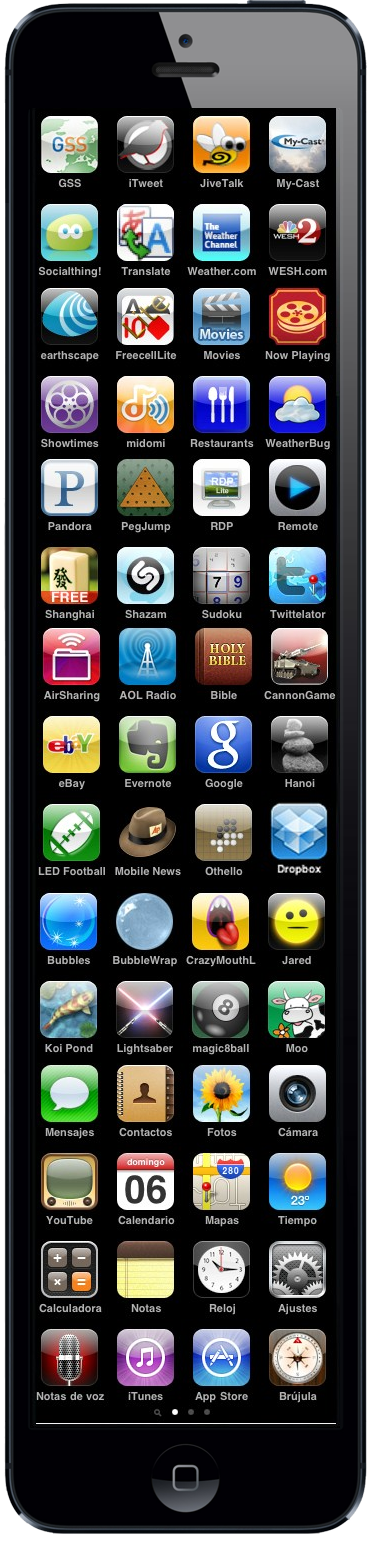 GSS
My-Cast
GSS iTweet JiveTalk My-Cast
The Weather Channel
WESH 2
Socialthing! Translate Weather.com WESH.com
A
10
Movies
earthscape FreecellLite Movies Now Playing
Showtimes midomi Restaurants WeatherBug
P
RDP
Lite
Pandora PegJump RDP Remote
發
FREE
7 9
Shanghai Shazam Sudoku Twittelator
HOLY
BIBLE
AirSharing AOL Radio Bible CannonGame
ebY
g
eBay Evernote Google Hanoi
LED Football Mobile News Othello Dropbox
Bubbles BubbleWrap CrazyMouthL Jared
8
Koi Pond Lightsaber magic8ball Moo
Mensajes Contactos Fotos Cámara
domingo
06
280
23°
YouTube Calendario Mapas Tiempo
Calculadora Notas Reloj Ajustes
Notas de voz iTunes App Store Brújula